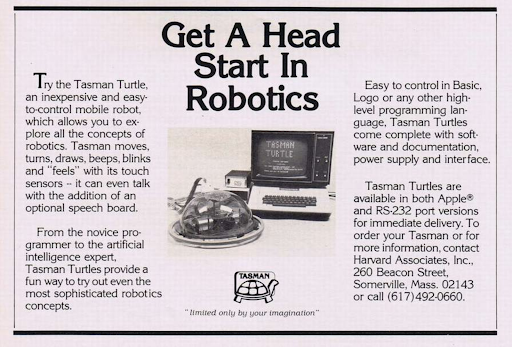 Get A Head
Start In
Robotics
Try the Tasman Turtle,
an inexpensive and easy-
to-control mobile robot,
which allows you to ex-
plore all the concepts of
robotics. Tasman moves,
turns, draws, beeps, blinks
and "feels" with its touch
sensors -- it can even talk
with the addition of an
optional speech board.
From the novice pro-
grammer to the artificial
intelligence expert,
Tasman Turtles provide a
fun way to try out even the
most sophisticated robotics
concepts.
TASMAN
TURTLE
TASMAN
"limited only by your imagination"
Easy to control in Basic,
Logo or any other high-
level programming lan-
guage, Tasman Turtles
come complete with soft-
ware and documentation,
power supply and interface.
Tasman Turtles are
available in both Apple®
and RS-232 port versions
for immediate delivery. To
order your Tasman or for
more information, contact
Harvard Associates, Inc.,
260 Beacon Street,
Somerville, Mass. 02143
or call (617)492-0660.